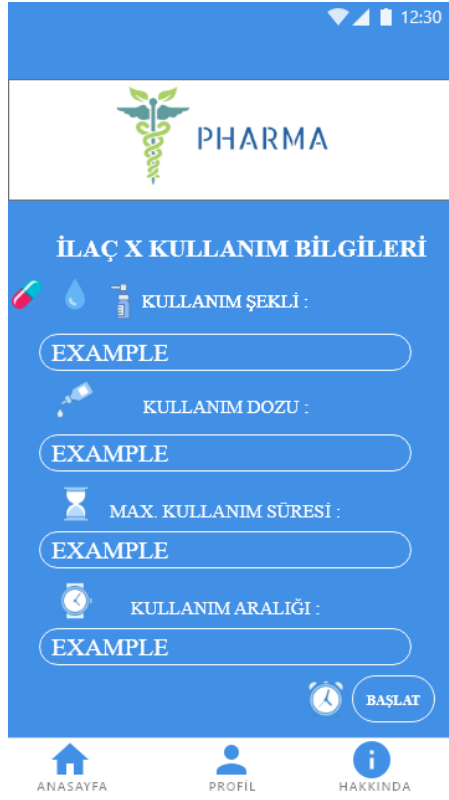 12:30
PHARMA
İLAÇ X KULLANIM BİLGİLERİ
KULLANIM ŞEKLİ :
EXAMPLE
KULLANIM DOZU :
EXAMPLE
MAX. KULLANIM SÜRESİ :
EXAMPLE
KULLANIM ARALIĞI :
EXAMPLE
BAŞLAT
ANASAYFA PROFIL HAKKINDA